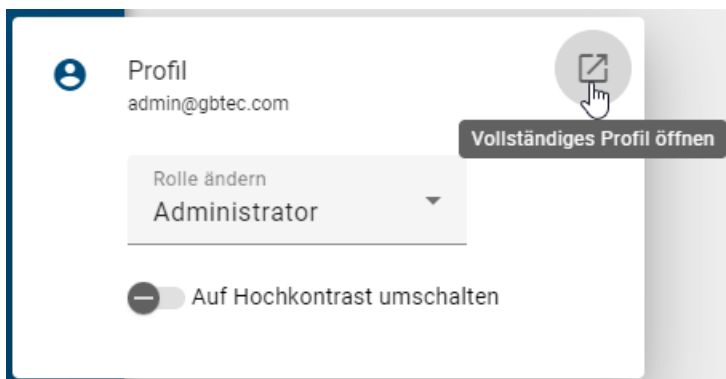 Profil
admin@gbtec.com
Vollständiges Profil öffnen
Rolle ändern
Administrator
Auf Hochkontrast umschalten